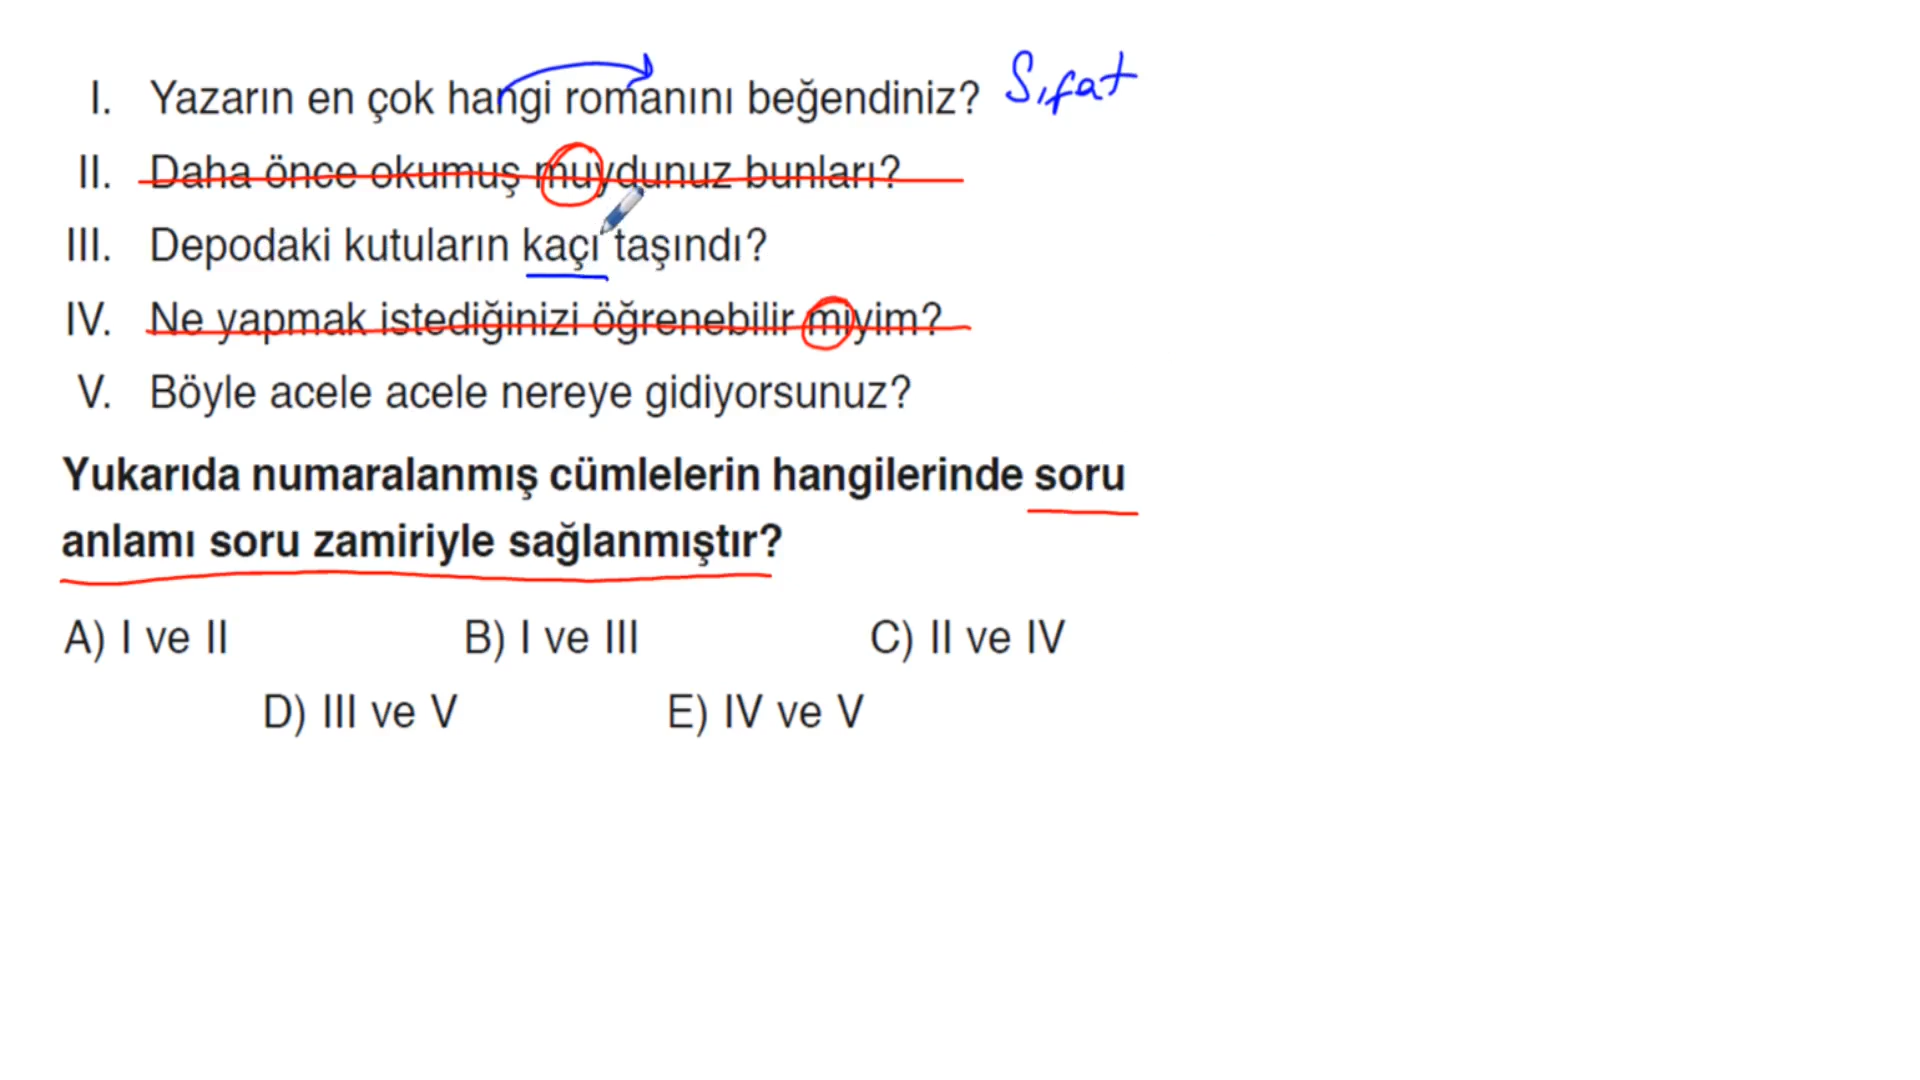 I. Yazarın en çok hangi romanını beğendiniz? Sıfat
II. Daha önce okumuş muydunuz bunları?
III. Depodaki kutuların kaçı taşındı?
IV. Ne yapmak istediğinizi öğrenebilir miyim?
V. Böyle acele acele nereye gidiyorsunuz?
Yukarıda numaralanmış cümlelerin hangilerinde soru
anlamı soru zamiriyle sağlanmıştır?
A) I ve II B) I ve III C) II ve IV
D) III ve V E) IV ve V